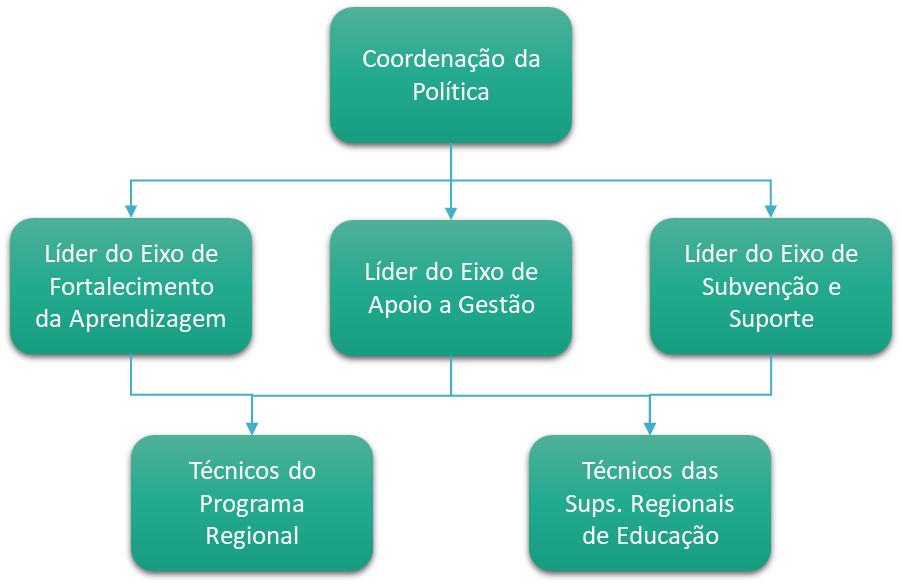 Coordenação da
Política
Líder do Eixo de
Fortalecimento
da Aprendizagem
Líder do Eixo de
Apoio a Gestão
Líder do Eixo de
Subvenção e
Suporte
Técnicos do
Programa
Regional
Técnicos das
Sups. Regionais
de Educação